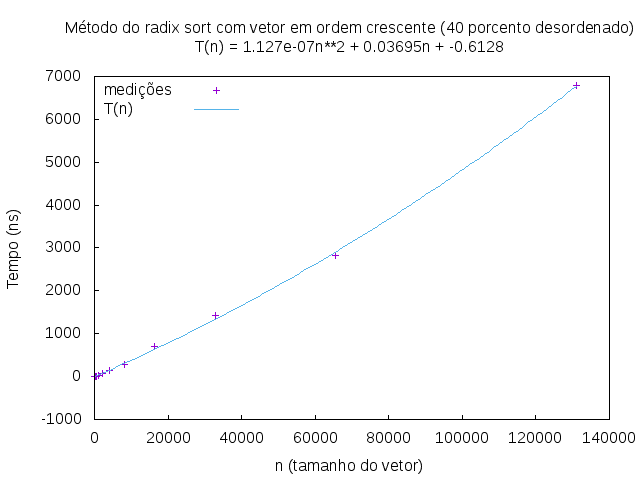 Método do radix sort com vetor em ordem crescente (40 porcento desordenado)
T(n) = 1.127e-07n**2 + 0.03695n + -0.6128
7000
6000
5000
4000
3000
2000
1000
0
-1000
Tempo (ns)
medições
T(n)
0 20000 40000 60000 80000 100000 120000 140000
n (tamanho do vetor)